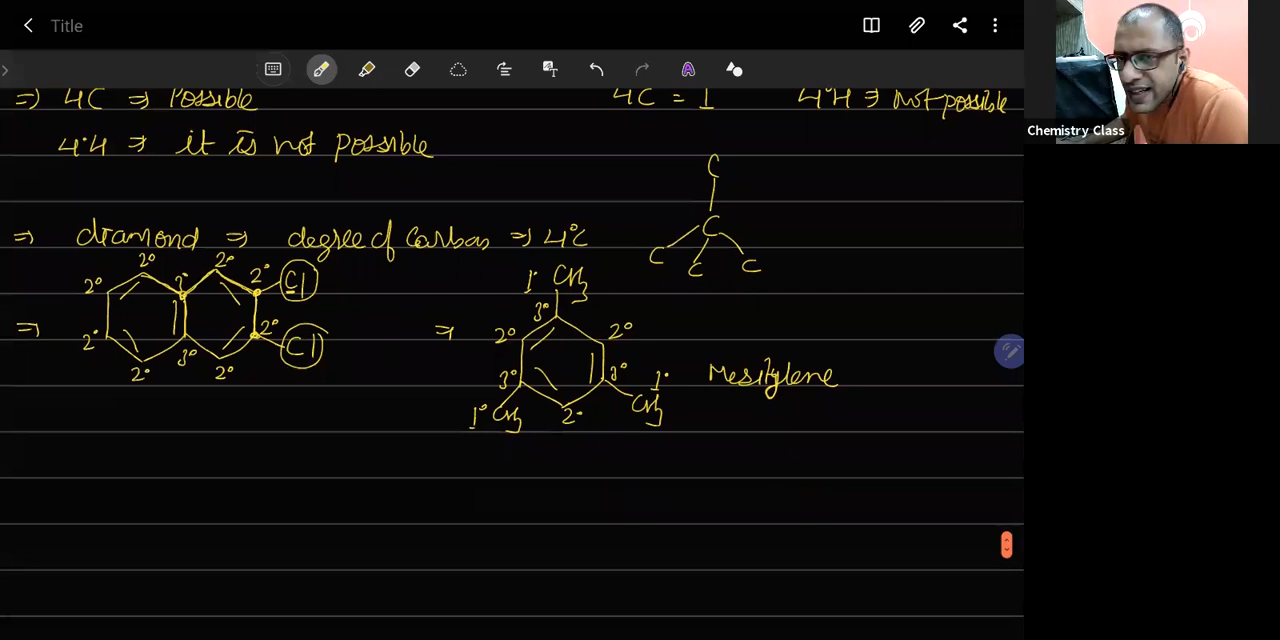 Title
Chemistry Class
⇒ 4C ⇒ Possible
4C = 1
4°H ⇒ Not possible
4°H ⇒ it is not possible
C
C
C C C
⇒ diamond ⇒ degree of Carbon ⇒ 4°C
2° 3° 2° 2° Cl
2°
⇒ 2° 2° Cl
2° 3° 2°
1° CH3
3°
⇒ 2° 2°
3° 3° 1°
1° CH3 2° CH3
Mesitylene